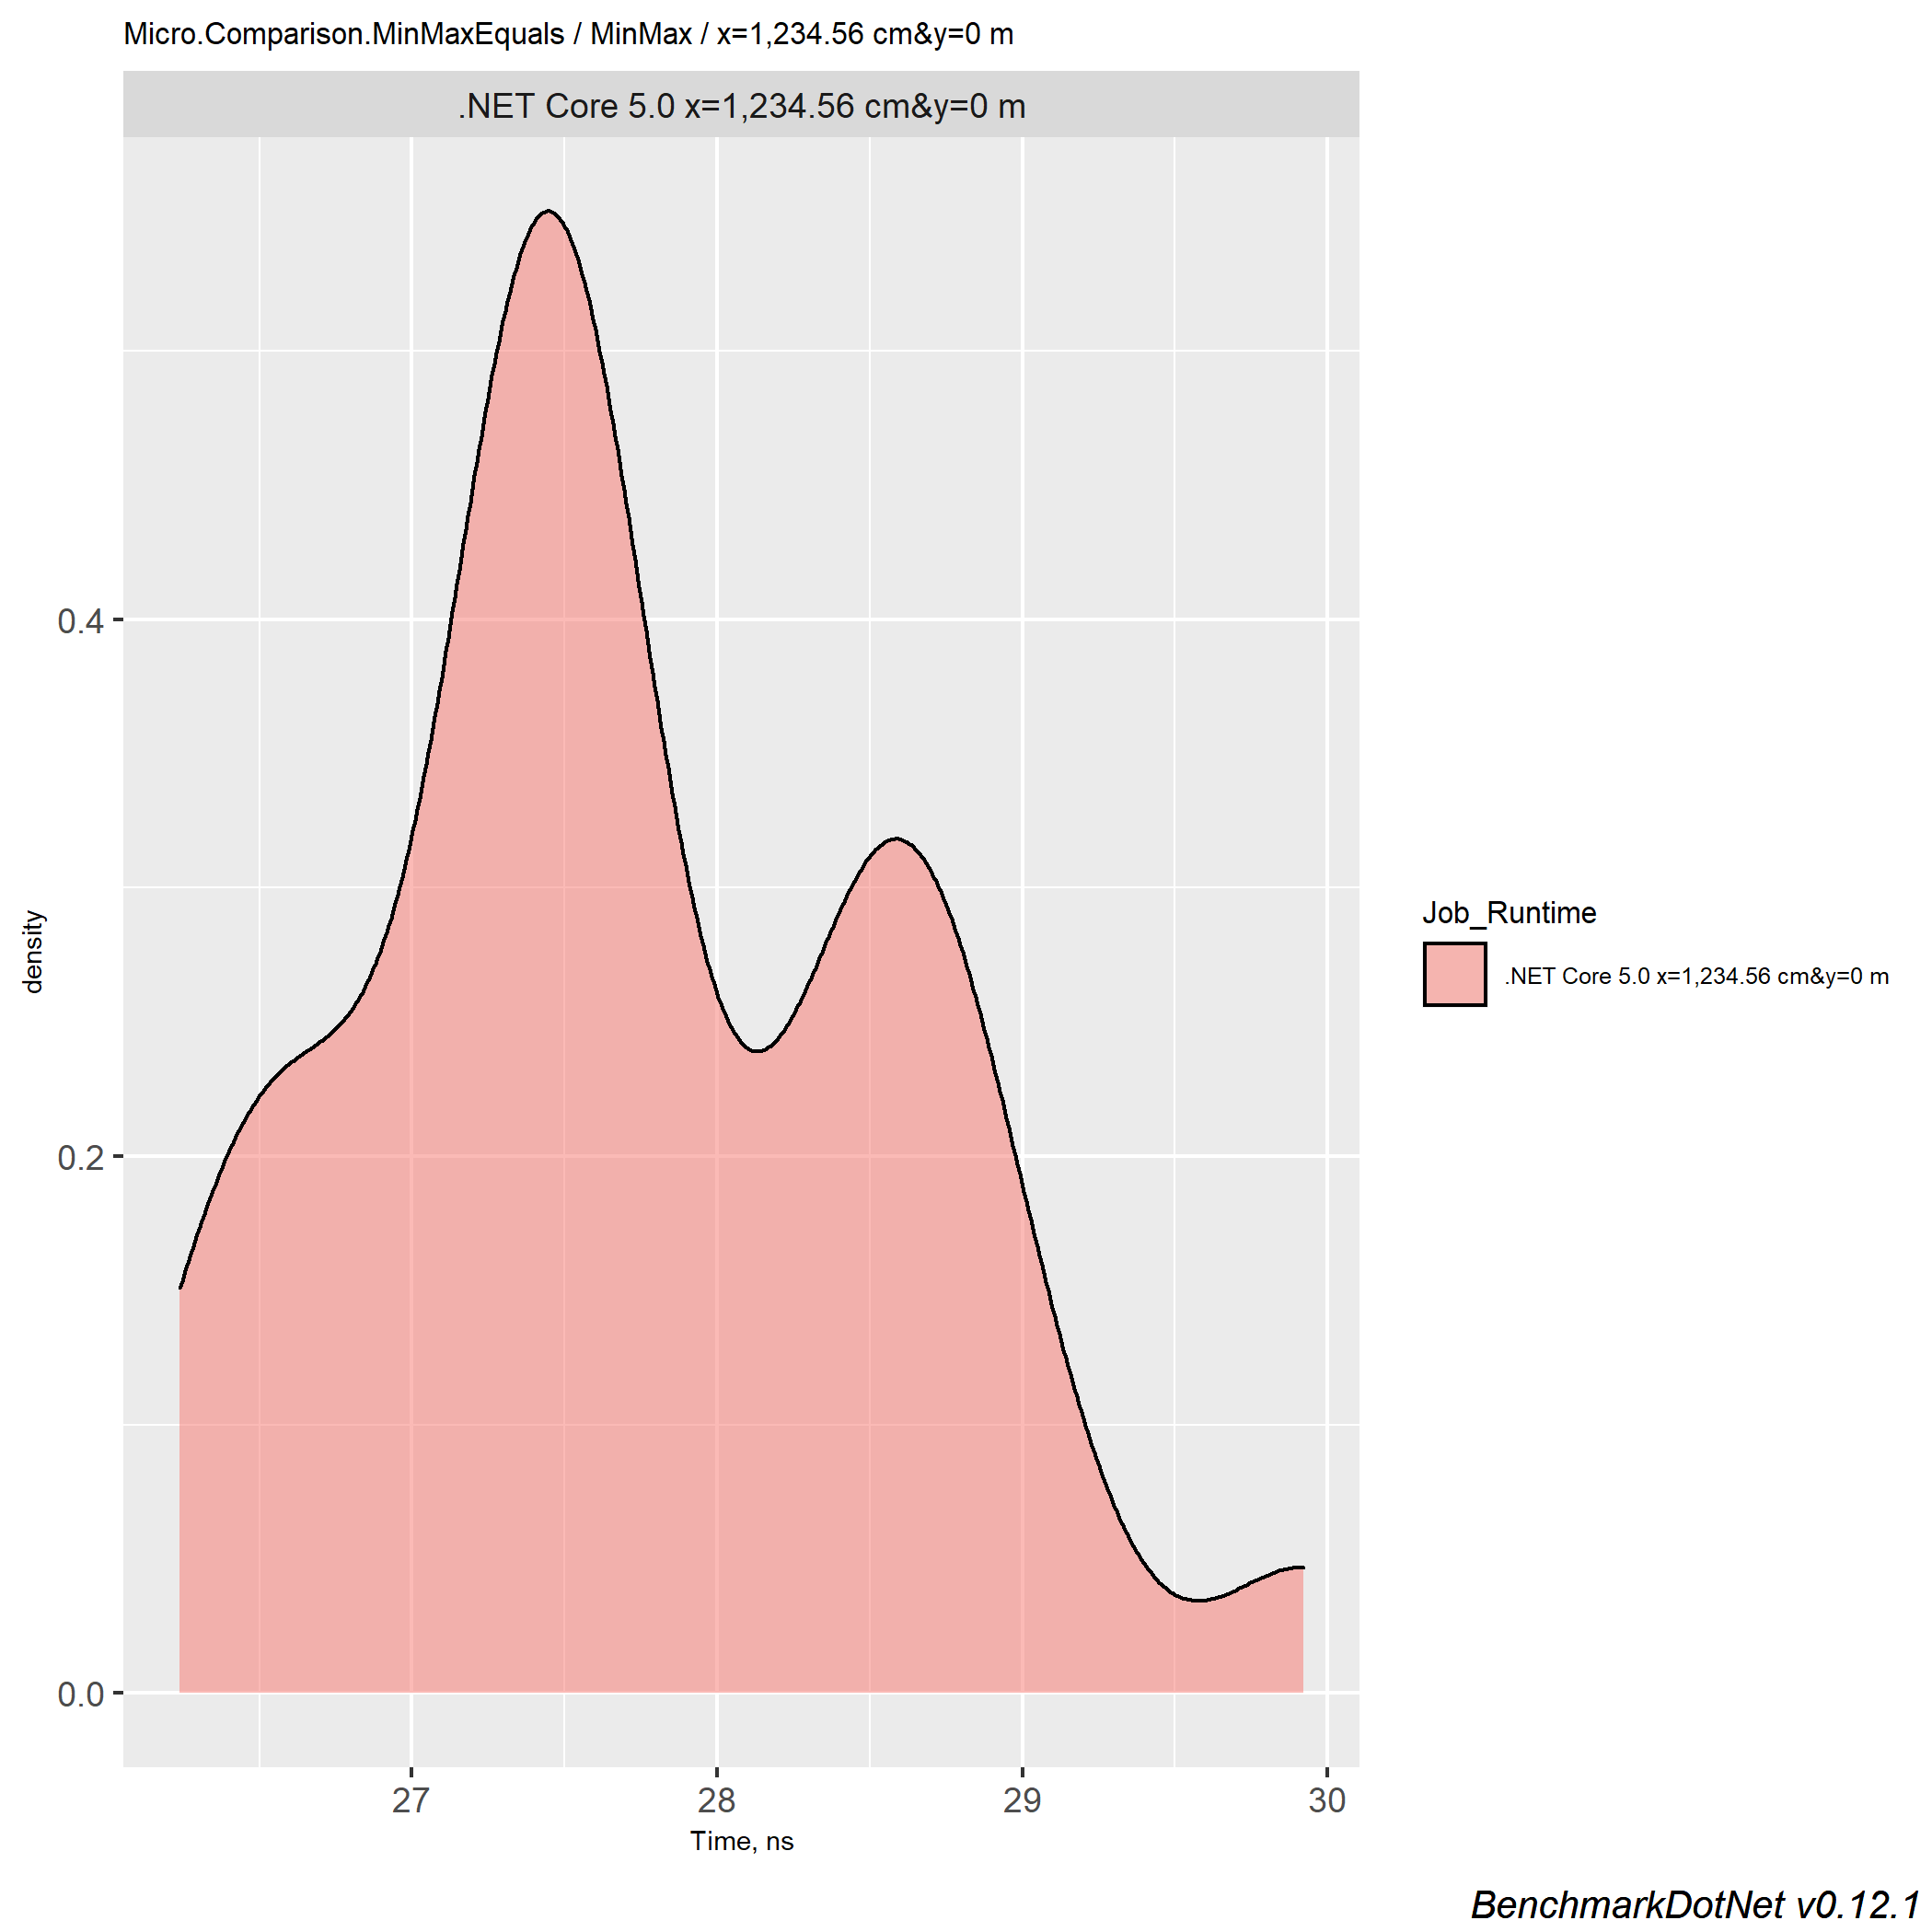 Micro.Comparison.MinMaxEquals / MinMax / x=1,234.56 cm&y=0 m
.NET Core 5.0 x=1,234.56 cm&y=0 m
density
0.4
0.2
0.0
27 28 29 30
Time, ns
Job_Runtime
.NET Core 5.0 x=1,234.56 cm&y=0 m
BenchmarkDotNet v0.12.1